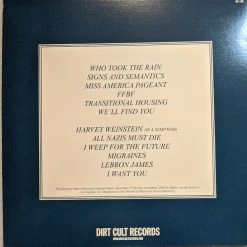 WHO TOOK THE RAIN
SIGNS AND SEMANTICS
MISS AMERICA PAGEANT
FFBF
TRANSITIONAL HOUSING
WE'LL FIND YOU
HARVEY WEINSTEIN (IS A SYMPTOM)
ALL NAZIS MUST DIE
I WEEP FOR THE FUTURE
MIGRAINES
LEBRON JAMES
I WANT YOU
DIRT CULT RECORDS